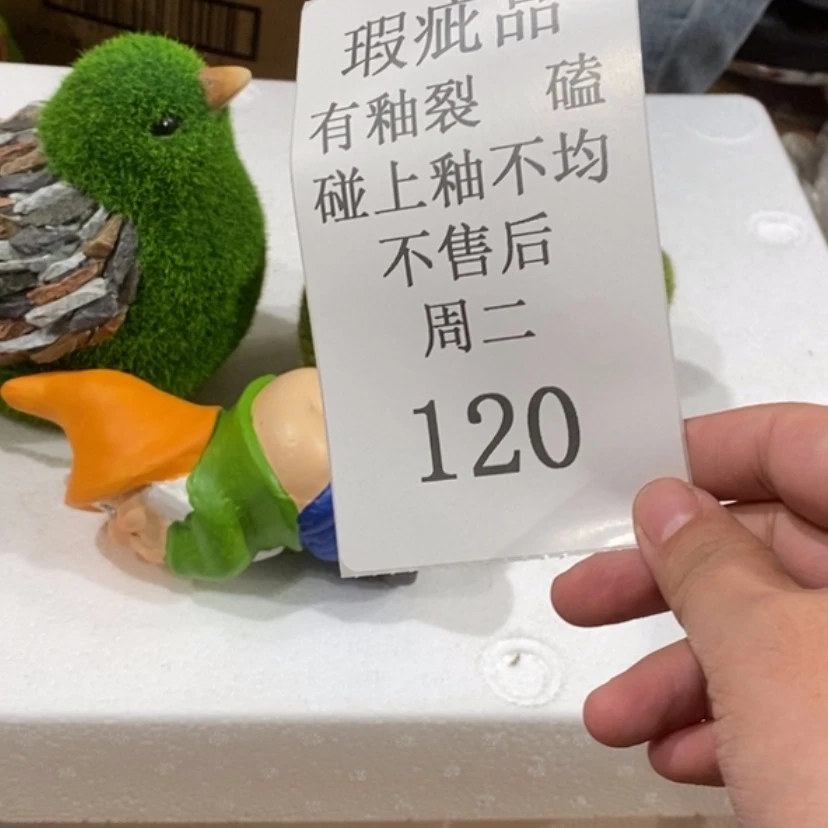 瑕疵品
有釉裂 磕
碰上釉不均
不售后
周二
120